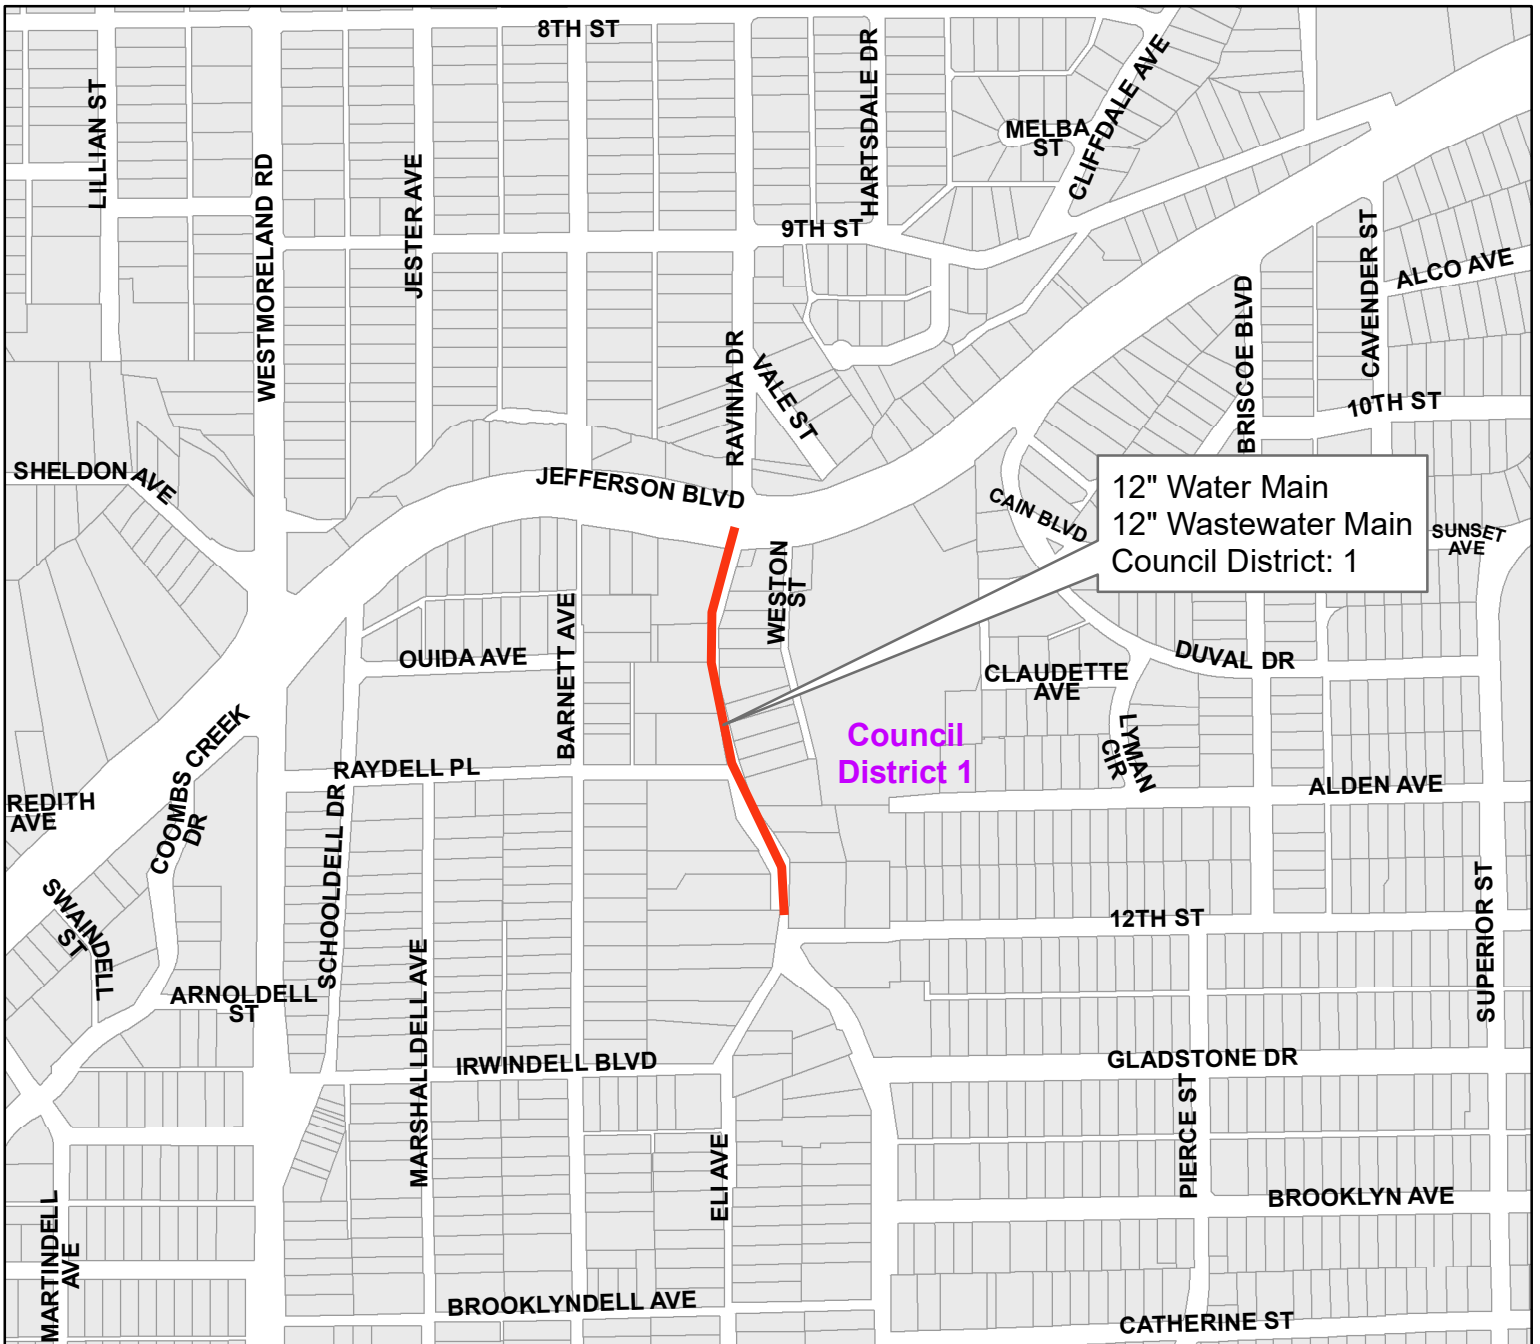 8TH ST
LILLIAN ST
WESTMORELAND RD
JESTER AVE
HARTSDALE DR
CLIFFDALE AVE
MELBA
ST
9TH ST
CAVENDER ST
ALCO AVE
BRISCOE BLVD
RAVINIA DR
VALE ST
10TH ST
SHELDON AVE
JEFFERSON BLVD
CAIN BLVD
12" Water Main
12" Wastewater Main
Council District: 1
SUNSET
AVE
WESTON
ST
BARNETT AVE
OUIDA AVE
DUVAL DR
CLAUDETTE
AVE
LYMAN
CIR
Council
District 1
COOMBS CREEK
DR
RAYDELL PL
ALDEN AVE
REDITH
AVE
SCHOOLDELL DR
SWAINDELL
ST
12TH ST
SUPERIOR ST
MARSHALLDELL AVE
ARNOLDELL
ST
IRWINDELL BLVD
GLADSTONE DR
PIERCE ST
ELI AVE
BROOKLYN AVE
MARTINDELL
AVE
BROOKLYNDELL AVE
CATHERINE ST